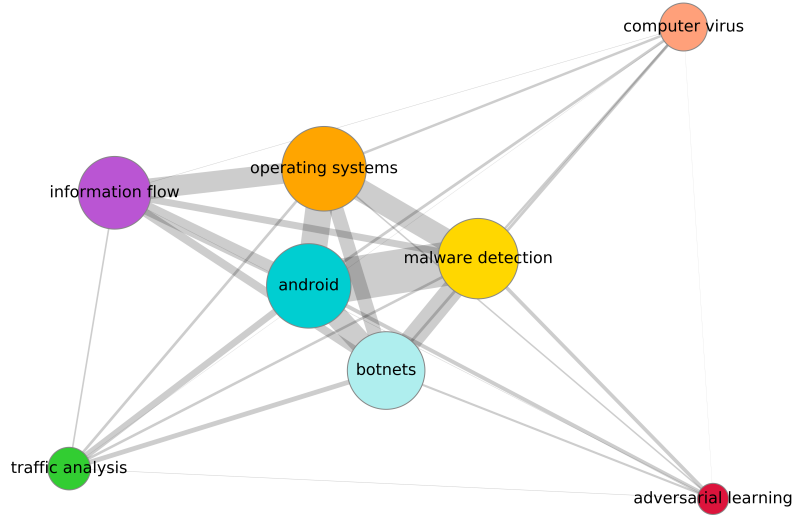 computer virus
operating systems
information flow
malware detection
android
botnets
traffic analysis
adversarial learning